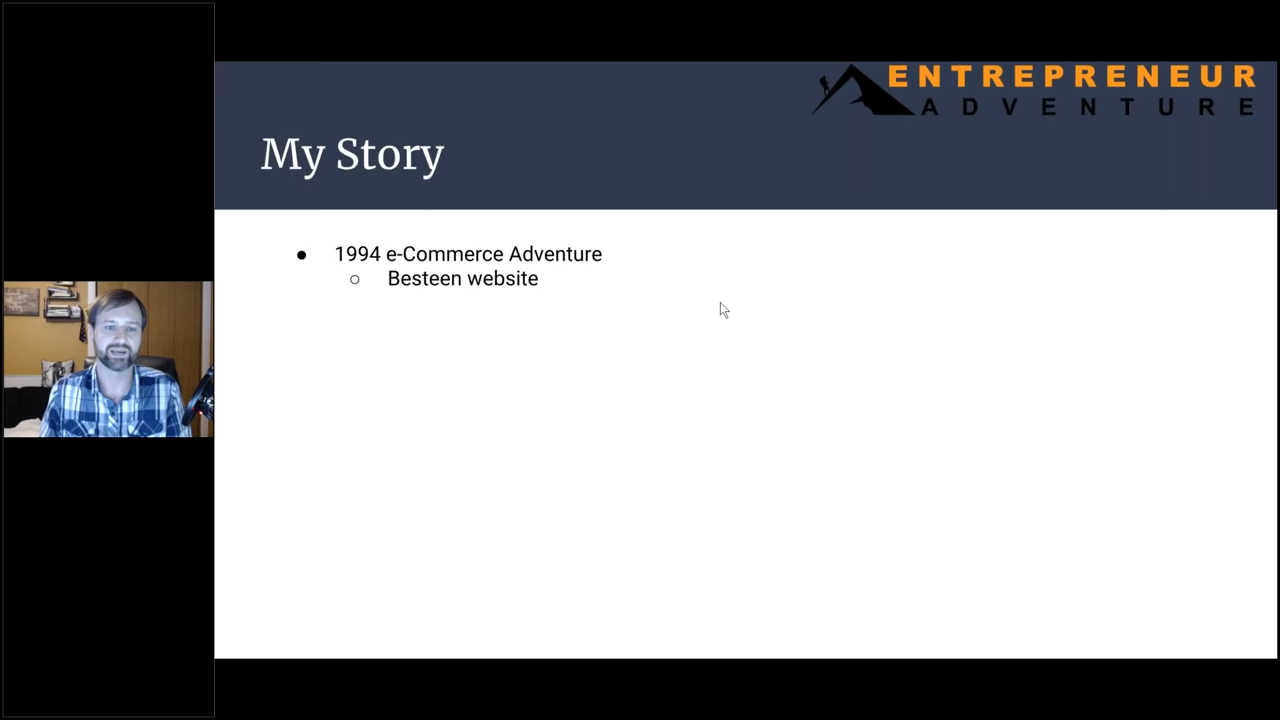 ENTREPRENEUR
ADVENTURE
My Story
1994 e-Commerce Adventure
Besteen website